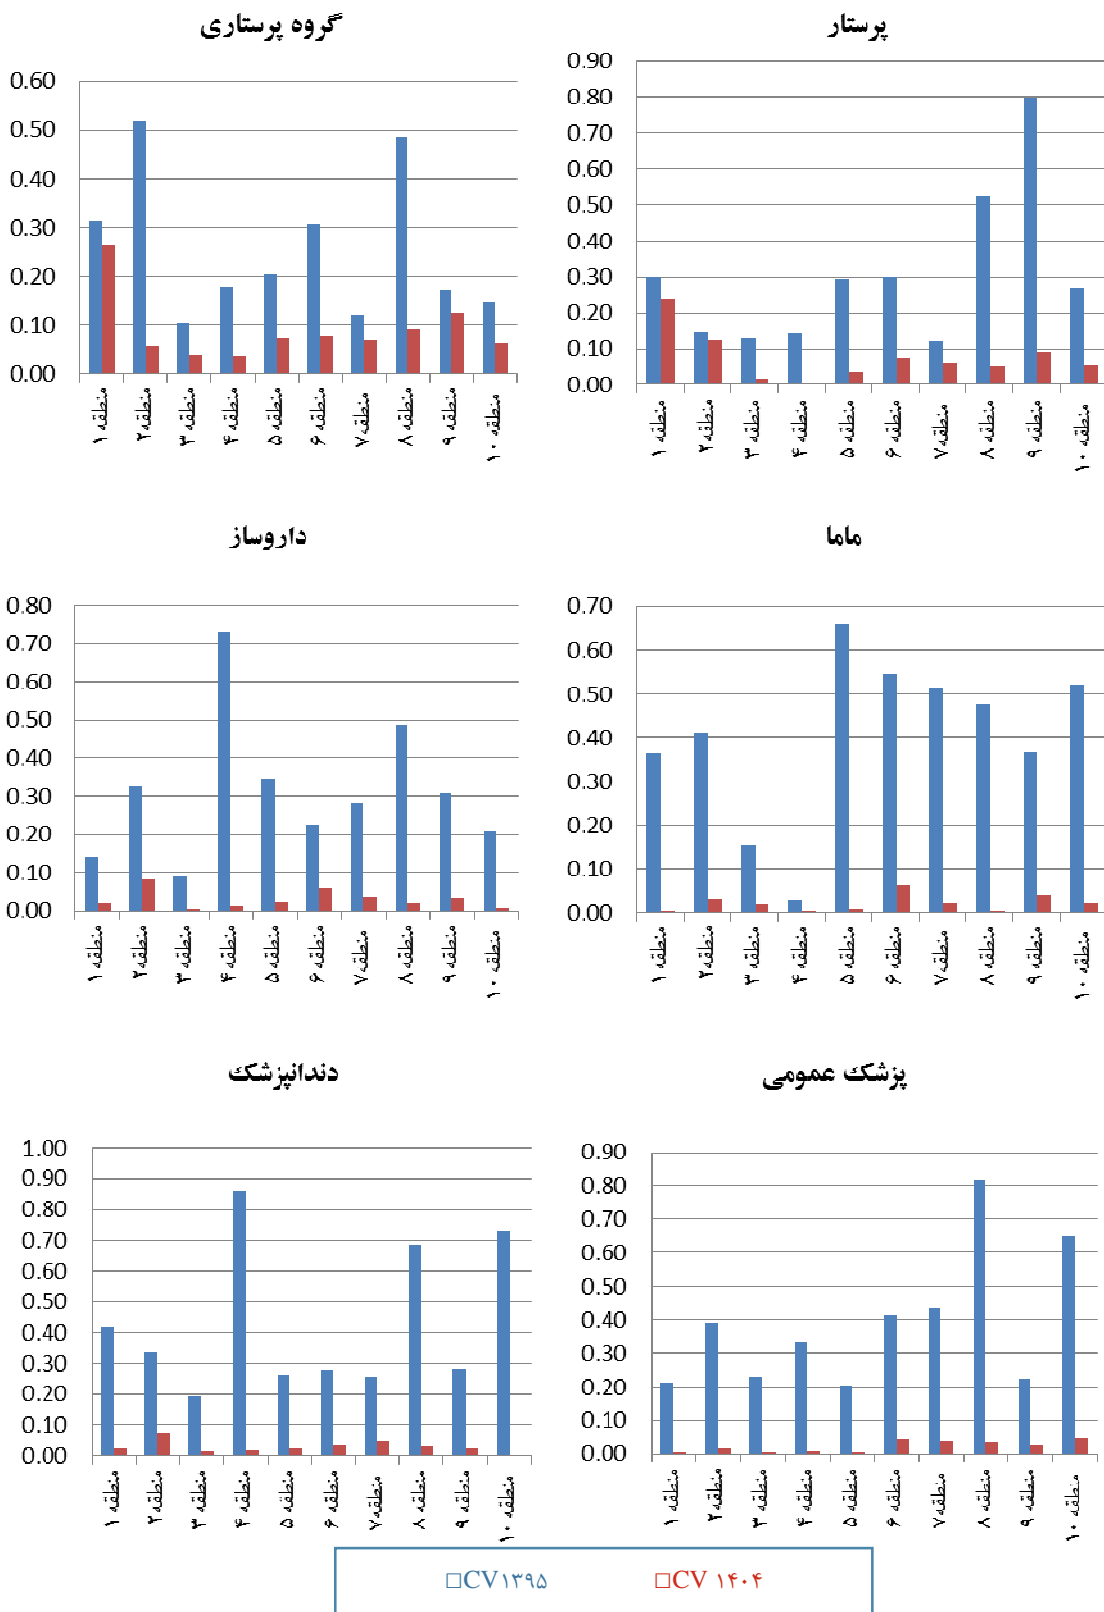 گروه پرستاری
0.60
0.50
0.40
0.30
0.20
0.10
0.00
منطقه ۱
منطقه ۲
منطقه ۳
منطقه ۴
منطقه ۵
منطقه ۶
منطقه ۷
منطقه ۸
منطقه ۹
منطقه ۱۰
پرستار
0.90
0.80
0.70
0.60
0.50
0.40
0.30
0.20
0.10
0.00
منطقه ۱
منطقه ۲
منطقه ۳
منطقه ۴
منطقه ۵
منطقه ۶
منطقه ۷
منطقه ۸
منطقه ۹
منطقه ۱۰
داروساز
0.80
0.70
0.60
0.50
0.40
0.30
0.20
0.10
0.00
منطقه ۱
منطقه ۲
منطقه ۳
منطقه ۴
منطقه ۵
منطقه ۶
منطقه ۷
منطقه ۸
منطقه ۹
منطقه ۱۰
ماما
0.70
0.60
0.50
0.40
0.30
0.20
0.10
0.00
منطقه ۱
منطقه ۲
منطقه ۳
منطقه ۴
منطقه ۵
منطقه ۶
منطقه ۷
منطقه ۸
منطقه ۹
منطقه ۱۰
دندانپزشک
1.00
0.90
0.80
0.70
0.60
0.50
0.40
0.30
0.20
0.10
0.00
منطقه ۱
منطقه ۲
منطقه ۳
منطقه ۴
منطقه ۵
منطقه ۶
منطقه ۷
منطقه ۸
منطقه ۹
منطقه ۱۰
پزشک عمومی
0.90
0.80
0.70
0.60
0.50
0.40
0.30
0.20
0.10
0.00
منطقه ۱
منطقه ۲
منطقه ۳
منطقه ۴
منطقه ۵
منطقه ۶
منطقه ۷
منطقه ۸
منطقه ۹
منطقه ۱۰
□CV۱۳۹۵ □CV ۱۴۰۴